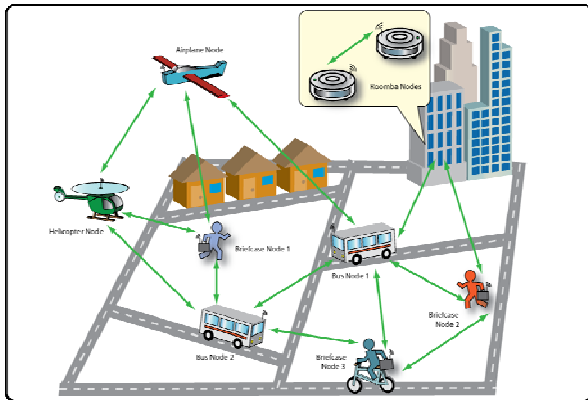 Airplane Node
Roomba Nodes
Helicopter Node
Briefcase Node 1
Bus Node 1
Briefcase
Node 2
Bus Node 2
Briefcase
Node 3